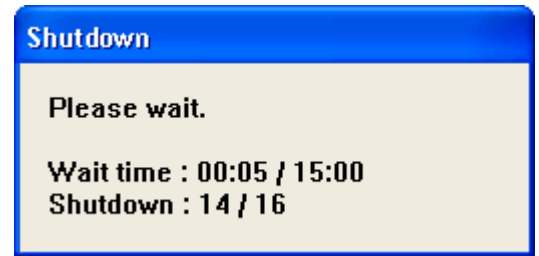 Shutdown
Please wait.
Wait time : 00:05 / 15:00
Shutdown : 14 / 16